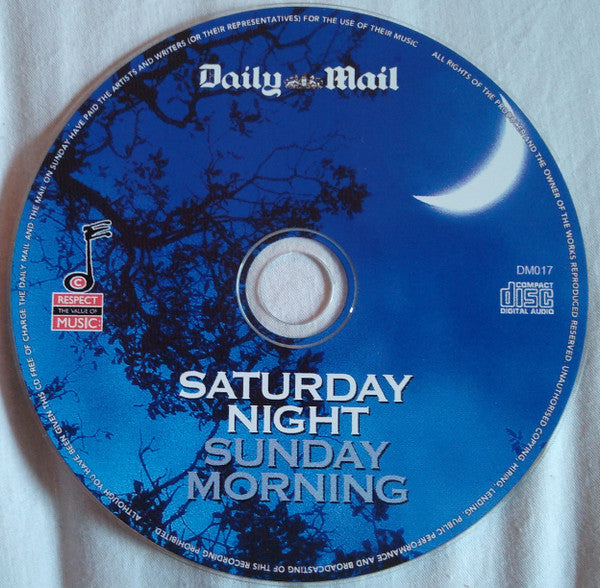 Daily Mail
DM017
COMPACT
disc
DIGITAL AUDIO
©
RESPECT
THE VALUE OF
MUSIC
SATURDAY
NIGHT
SUNDAY
MORNING
ALTHOUGH YOU HAVE BEEN GIVEN THIS CD FREE OF CHARGE THE DAILY MAIL AND THE MAIL ON SUNDAY HAVE PAID THE ARTISTS AND WRITERS (OR THEIR REPRESENTATIVES) FOR THE USE OF THEIR MUSIC
ALL RIGHTS OF THE PRODUCER AND THE OWNER OF THE WORKS REPRODUCED RESERVED UNAUTHORISED COPYING, HIRING, LENDING, PUBLIC PERFORMANCE AND BROADCASTING OF THIS RECORDING PROHIBITED